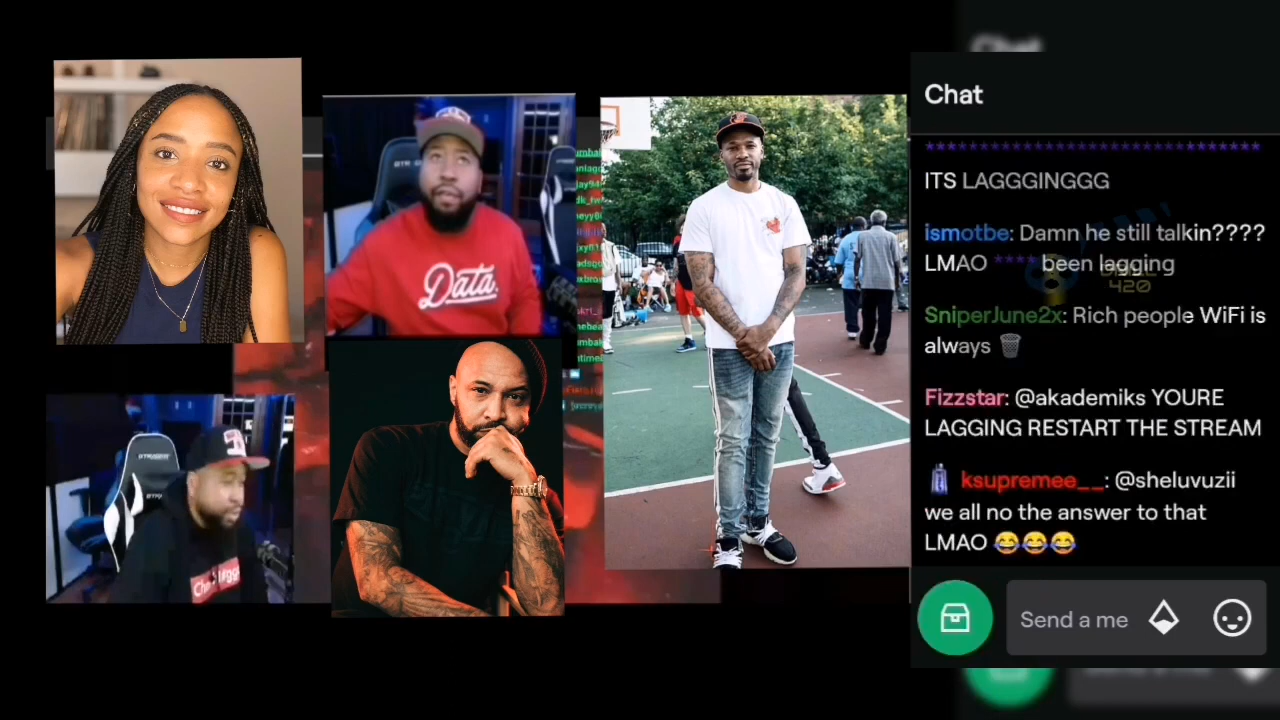 Data.
Chat
ITS LAGGGINGGG
ismotbe: Damn he still talkin????
LMAO **** been lagging
420
SniperJune2x: Rich people WiFi is
always 🗑️
Fizzstar: @akademiks YOURE
LAGGING RESTART THE STREAM
ksupremee__: @sheluvuzii
we all no the answer to that
LMAO 😂😂😂
Send a me